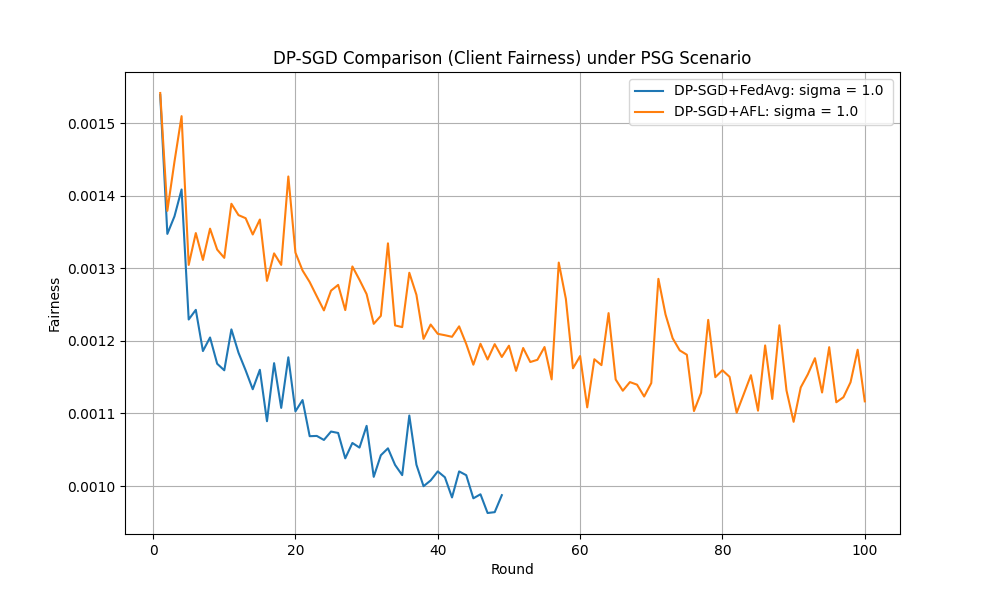 DP-SGD Comparison (Client Fairness) under PSG Scenario
DP-SGD+FedAvg: sigma = 1.0
DP-SGD+AFL: sigma = 1.0
0.0015
0.0014
0.0013
0.0012
0.0011
0.0010
Fairness
0 20 40 60 80 100
Round